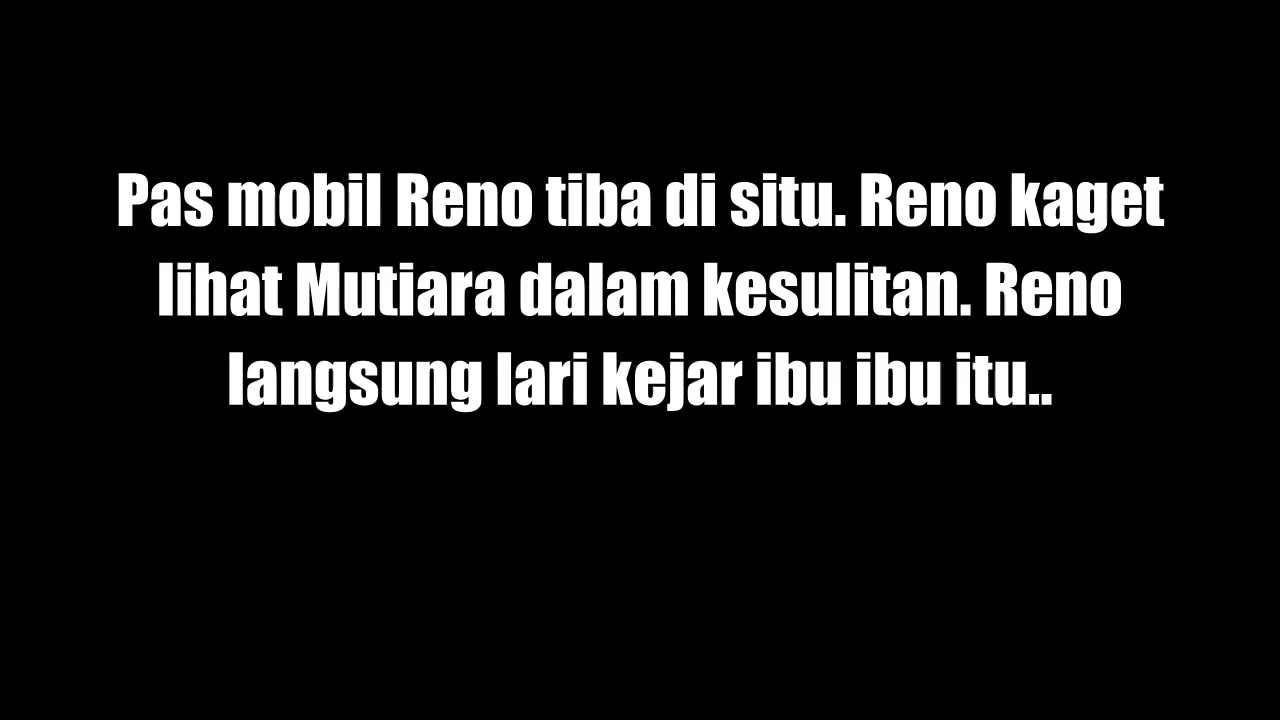 Pas mobil Reno tiba di situ. Reno kaget
lihat Mutiara dalam kesulitan. Reno
langsung lari kejar ibu ibu itu..